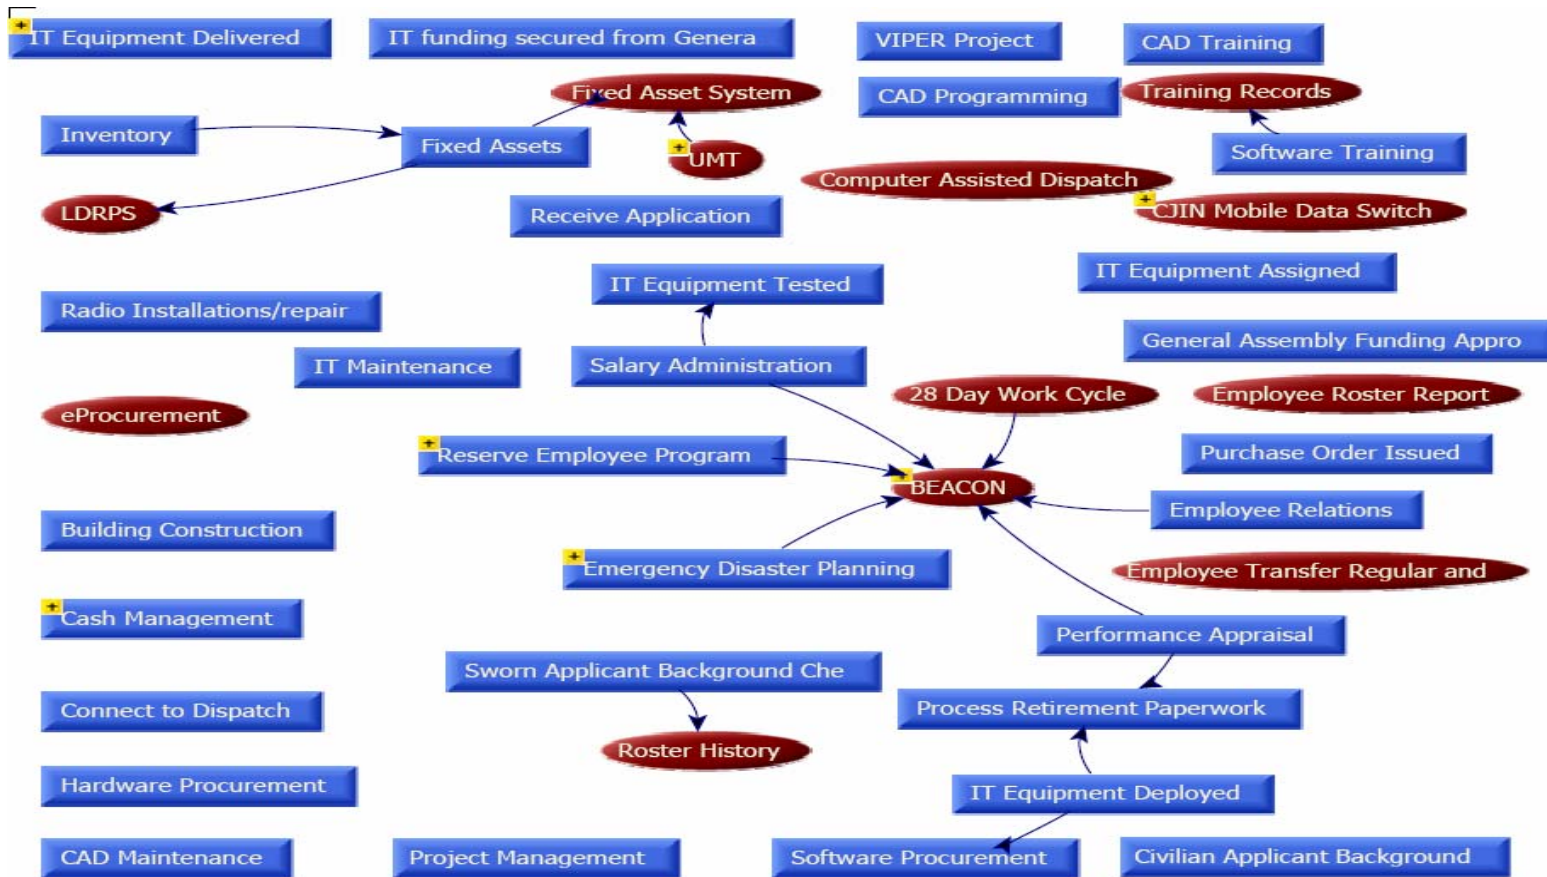 IT Equipment Delivered
IT funding secured from Genera
VIPER Project
CAD Training
Fixed Asset System
CAD Programming
Training Records
Inventory
Fixed Assets
UMT
Software Training
Computer Assisted Dispatch
LDRPS
Receive Application
CJIN Mobile Data Switch
IT Equipment Tested
IT Equipment Assigned
Radio Installations/repair
General Assembly Funding Appro
IT Maintenance
Salary Administration
28 Day Work Cycle
Employee Roster Report
eProcurement
Reserve Employee Program
Purchase Order Issued
BEACON
Employee Relations
Building Construction
Emergency Disaster Planning
Employee Transfer Regular and
Cash Management
Performance Appraisal
Sworn Applicant Background Che
Connect to Dispatch
Process Retirement Paperwork
Roster History
Hardware Procurement
IT Equipment Deployed
CAD Maintenance
Project Management
Software Procurement
Civilian Applicant Background